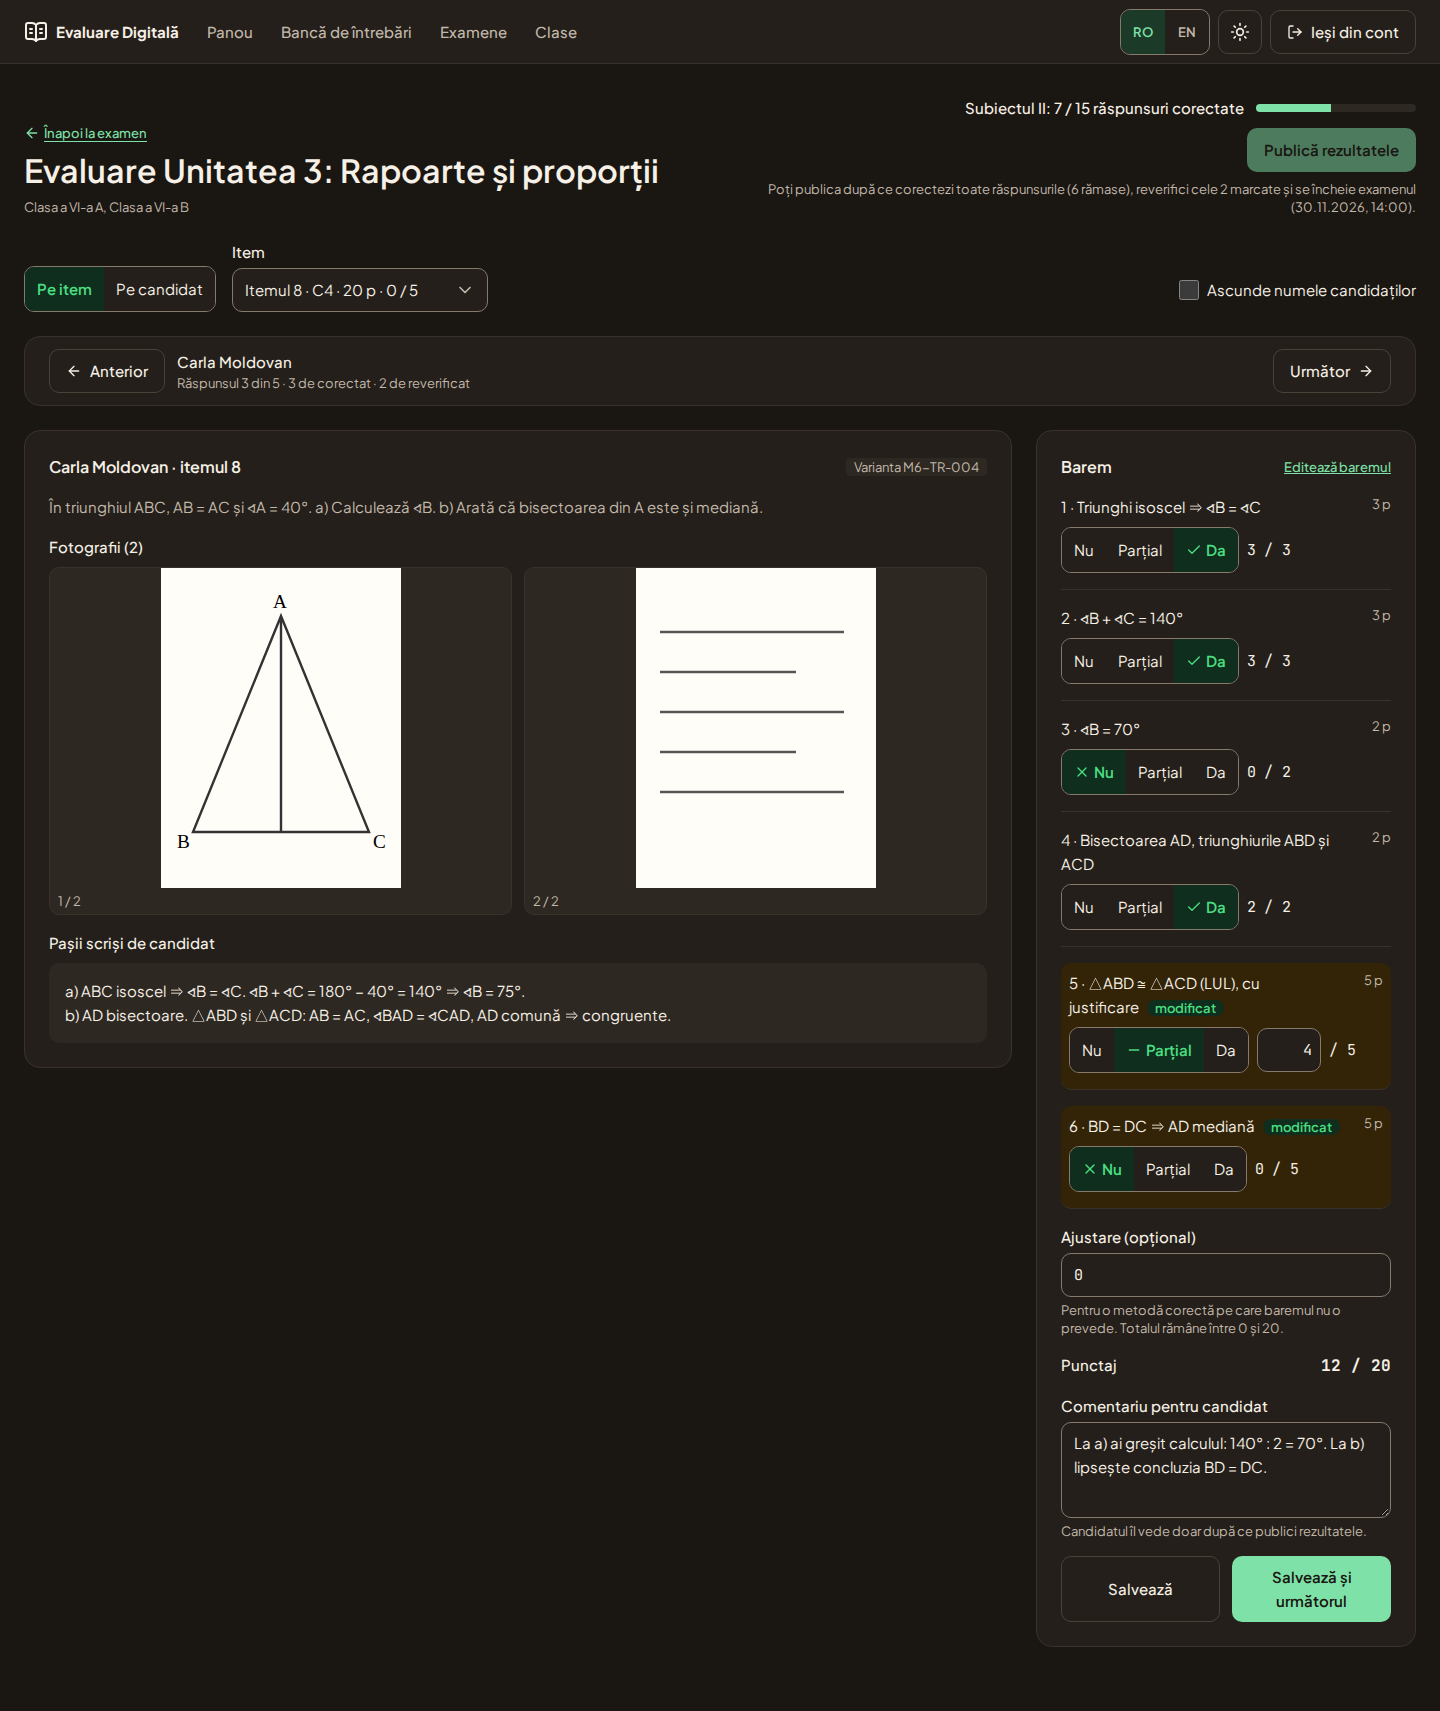 Evaluare Digitală
Panou
Bancă de întrebări
Examene
Clase
RO
EN
Ieși din cont
Subiectul II: 7 / 15 răspunsuri corectate
Înapoi la examen
Evaluare Unitatea 3: Rapoarte și proporții
Clasa a VI-a A, Clasa a VI-a B
Publică rezultatele
Poți publica după ce corectezi toate răspunsurile (6 rămase), reverifici cele 2 marcate și se încheie examenul
(30.11.2026, 14:00).
Pe item
Pe candidat
Item
Itemul 8 · C4 · 20 p · 0 / 5
Ascunde numele candidaților
Anterior
Carla Moldovan
Răspunsul 3 din 5 · 3 de corectat · 2 de reverificat
Următor
Carla Moldovan · itemul 8
Varianta M6-TR-004
În triunghiul ABC, AB = AC și ∢A = 40°. a) Calculează ∢B. b) Arată că bisectoarea din A este și mediană.
Fotografii (2)
A
B
C
1 / 2
2 / 2
Pașii scriși de candidat
a) ABC isoscel ⇒ ∢B = ∢C. ∢B + ∢C = 180° − 40° = 140° ⇒ ∢B = 75°.
b) AD bisectoare. △ABD și △ACD: AB = AC, ∢BAD = ∢CAD, AD comună ⇒ congruente.
Barem
Editează baremul
1 · Triunghi isoscel ⇒ ∢B = ∢C
3 p
Nu
Parțial
Da
3 / 3
2 · ∢B + ∢C = 140°
3 p
Nu
Parțial
Da
3 / 3
3 · ∢B = 70°
2 p
Nu
Parțial
Da
0 / 2
4 · Bisectoarea AD, triunghiurile ABD și
ACD
2 p
Nu
Parțial
Da
2 / 2
5 · △ABD ≅ △ACD (LUL), cu
justificare
modificat
5 p
Nu
Parțial
Da
4 / 5
6 · BD = DC ⇒ AD mediană
modificat
5 p
Nu
Parțial
Da
0 / 5
Ajustare (opțional)
0
Pentru o metodă corectă pe care baremul nu o
prevede. Totalul rămâne între 0 și 20.
Punctaj
12 / 20
Comentariu pentru candidat
La a) ai greșit calculul: 140° : 2 = 70°. La b)
lipsește concluzia BD = DC.
Candidatul îl vede doar după ce publici rezultatele.
Salvează
Salvează și
următorul